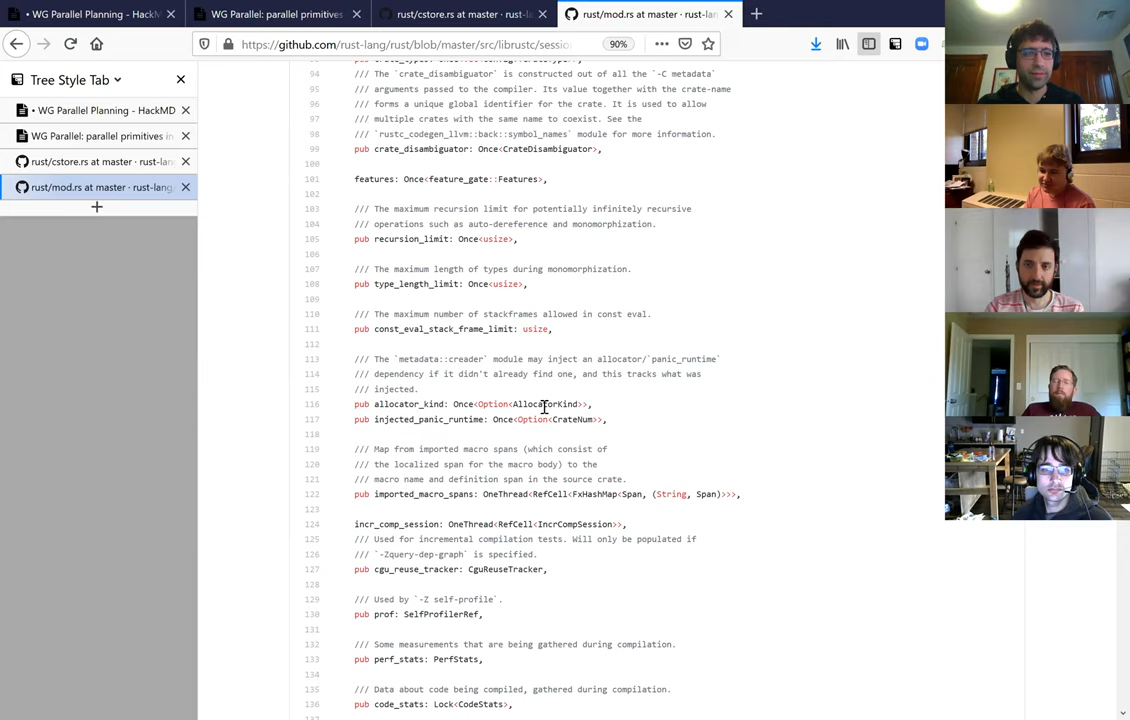 WG Parallel Planning - HackM
WG Parallel: parallel primitives
rust/cstore.rs at master · rust-l
rust/mod.rs at master · rust-lan
https://github.com/rust-lang/rust/blob/master/src/librustc/sessio
90%
Tree Style Tab
• WG Parallel Planning - HackMD
WG Parallel: parallel primitives in
rust/cstore.rs at master · rust-lan
rust/mod.rs at master · rust-lang
94 /// The `crate_disambiguator` is constructed out of all the `-C metadata`
95 /// arguments passed to the compiler. Its value together with the crate-name
96 /// forms a unique global identifier for the crate. It is used to allow
97 /// multiple crates with the same name to coexist. See the
98 /// `rustc_codegen_llvm::back::symbol_names` module for more information.
99 pub crate_disambiguator: Once<CrateDisambiguator>,
100
101 features: Once<feature_gate::Features>,
102
103 /// The maximum recursion limit for potentially infinitely recursive
104 /// operations such as auto-dereference and monomorphization.
105 pub recursion_limit: Once<usize>,
106
107 /// The maximum length of types during monomorphization.
108 pub type_length_limit: Once<usize>,
109
110 /// The maximum number of stackframes allowed in const eval.
111 pub const_eval_stack_frame_limit: usize,
112
113 /// The `metadata::creader` module may inject an allocator/`panic_runtime`
114 /// dependency if it didn't already find one, and this tracks what was
115 /// injected.
116 pub allocator_kind: Once<Option<AllocatorKind>>,
117 pub injected_panic_runtime: Once<Option<CrateNum>>,
118
119 /// Map from imported macro spans (which consist of
120 /// the localized span for the macro body) to the
121 /// macro name and definition span in the source crate.
122 pub imported_macro_spans: OneThread<RefCell<FxHashMap<Span, (String, Span)>>>,
123
124 incr_comp_session: OneThread<RefCell<IncrCompSession>>,
125 /// Used for incremental compilation tests. Will only be populated if
126 /// `-Zquery-dep-graph` is specified.
127 pub cgu_reuse_tracker: CguReuseTracker,
128
129 /// Used by `-Z self-profile`.
130 pub prof: SelfProfilerRef,
131
132 /// Some measurements that are being gathered during compilation.
133 pub perf_stats: PerfStats,
134
135 /// Data about code being compiled, gathered during compilation.
136 pub code_stats: Lock<CodeStats>,